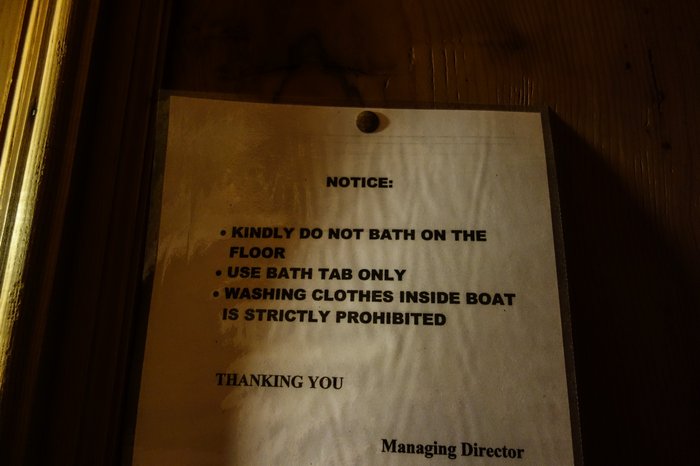 NOTICE:
• KINDLY DO NOT BATH ON THE
FLOOR
• USE BATH TAB ONLY
• WASHING CLOTHES INSIDE BOAT
IS STRICTLY PROHIBITED
THANKING YOU
Managing Director